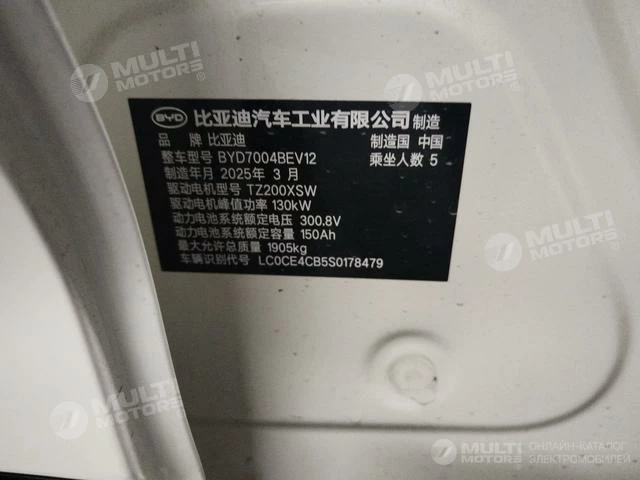 BYD 比亚迪汽车工业有限公司 制造
品 牌 比亚迪 制造国 中国
整车型号 BYD7004BEV12 乘坐人数 5
制造年月 2025年 3 月
驱动电机型号 TZ200XSW
驱动电机峰值功率 130kW
动力电池系统额定电压 300.8V
动力电池系统额定容量 150Ah
最大允许总质量 1905kg
车辆识别代号 LC0CE4CB5S0178479
MULTI MOTORS®
MULTI MOTORS®
MULTI MOTORS®
MULTI MOTORS®
MULTI MOTORS
ОНЛАЙН-КАТАЛОГ
ЭЛЕКТРОМОБИЛЕЙ